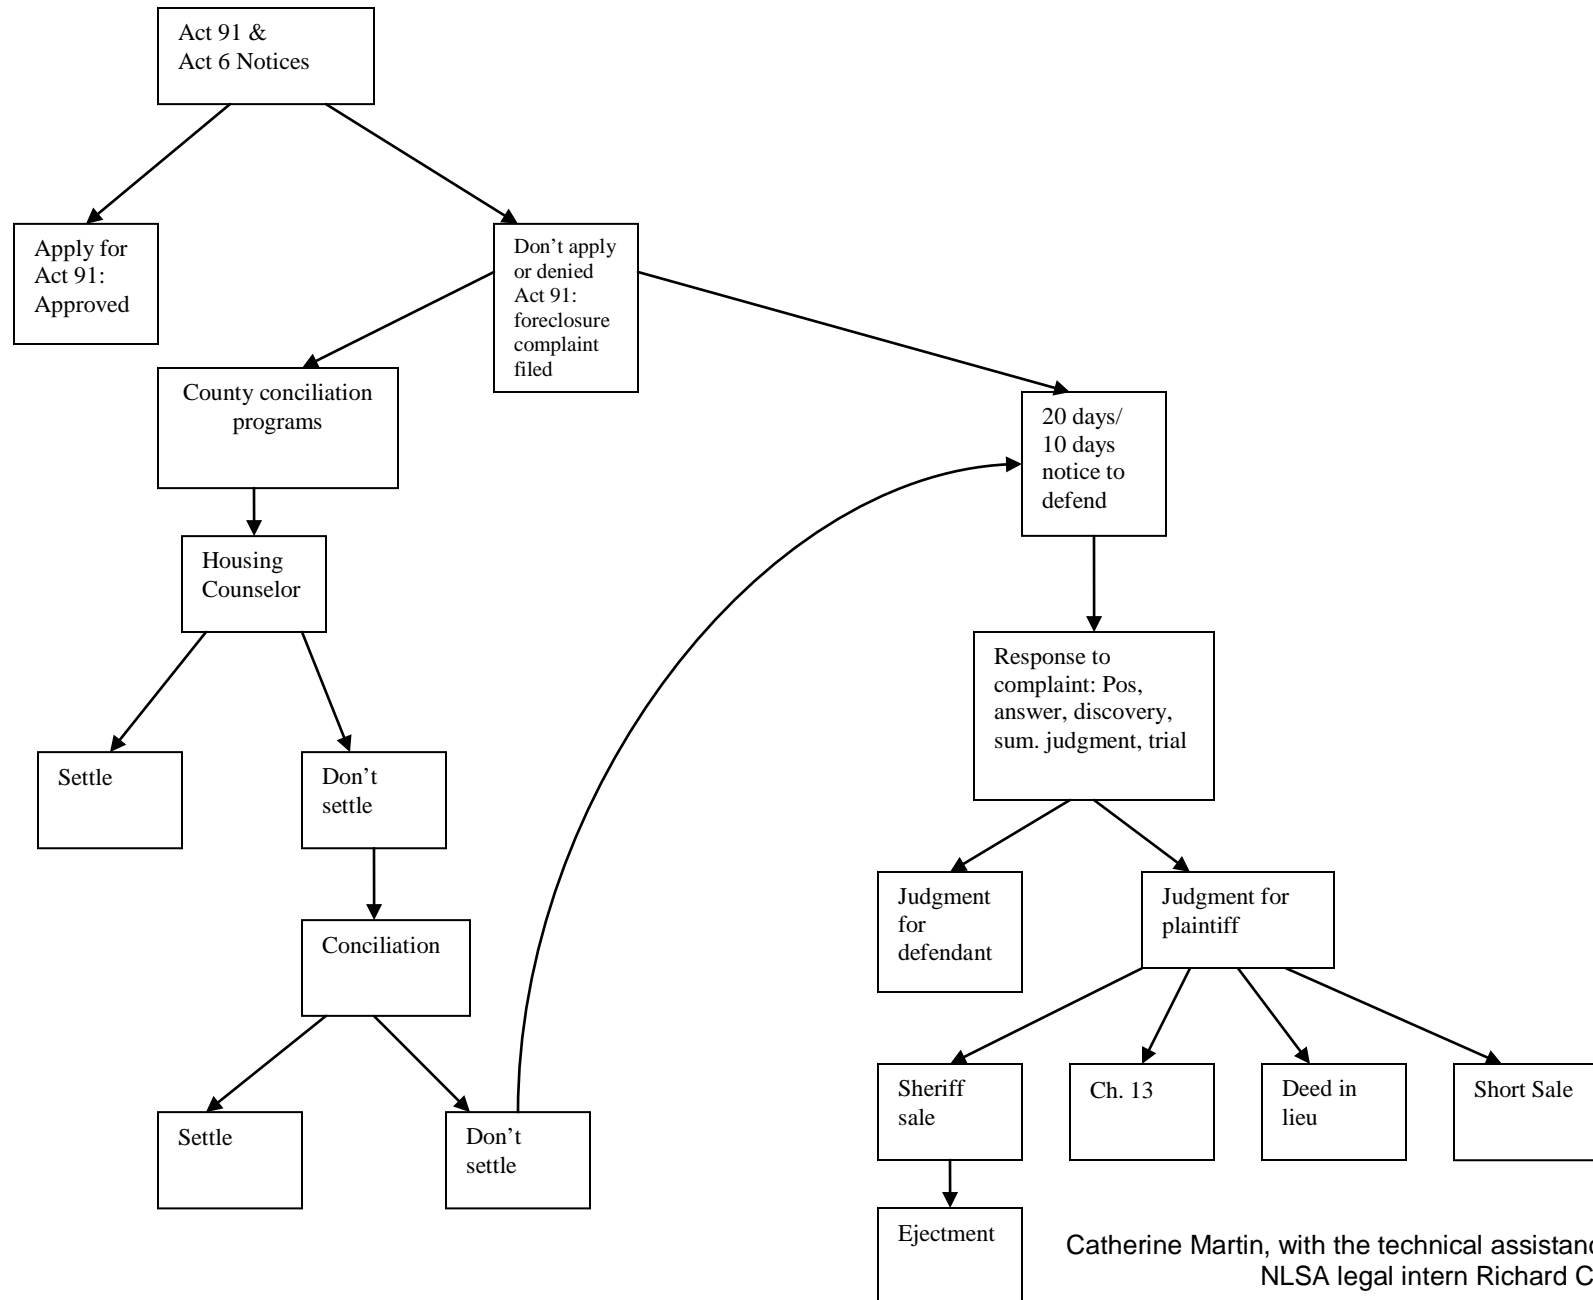 Act 91 &
Act 6 Notices
Apply for
Act 91:
Approved
Don’t apply
or denied
Act 91:
foreclosure
complaint
filed
County conciliation
programs
20 days/
10 days
notice to
defend
Housing
Counselor
Response to
complaint: Pos,
answer, discovery,
sum. judgment, trial
Settle
Don’t
settle
Judgment
for
defendant
Judgment for
plaintiff
Conciliation
Sheriff
sale
Ch. 13
Deed in
lieu
Short Sale
Settle
Don’t
settle
Ejectment
Catherine Martin, with the technical
NLSA legal intern Richard